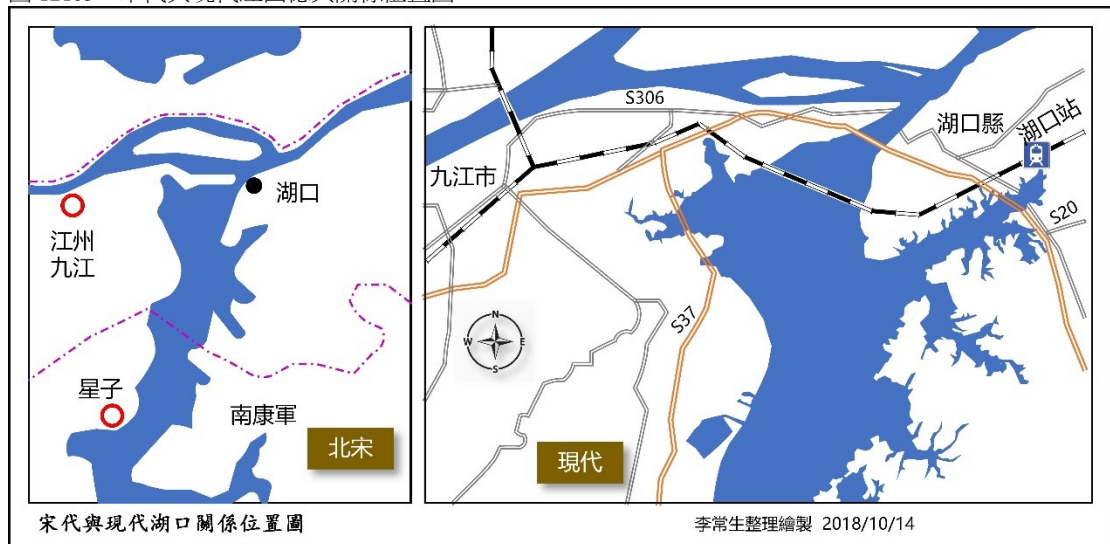 湖口
江州
九江
星子
南康軍
北宋
S306
湖口縣
湖口站
九江市
S20
S37
N
W E
S
現代
宋代與現代湖口關係位置圖
李常生整理繪製 2018/10/14